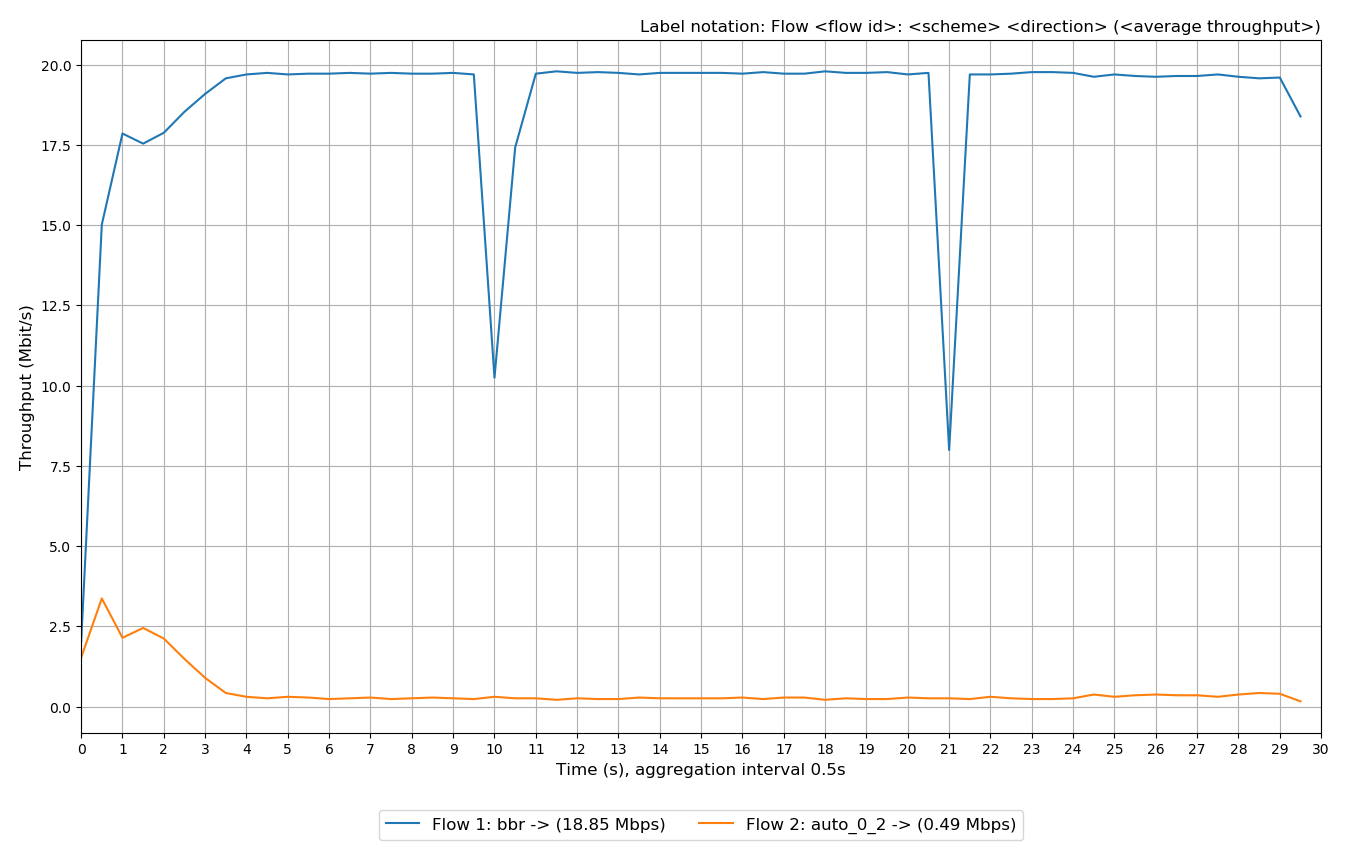 Label notation: Flow <flow id>: <scheme> <direction> (<average throughput>)
20.0
17.5
15.0
12.5
10.0
7.5
5.0
2.5
0.0
Throughput (Mbit/s)
0 1 2 3 4 5 6 7 8 9 10 11 12 13 14 15 16 17 18 19 20 21 22 23 24 25 26 27 28 29 30
Time (s), aggregation interval 0.5s
Flow 1: bbr -> (18.85 Mbps) Flow 2: auto_0_2 -> (0.49 Mbps)